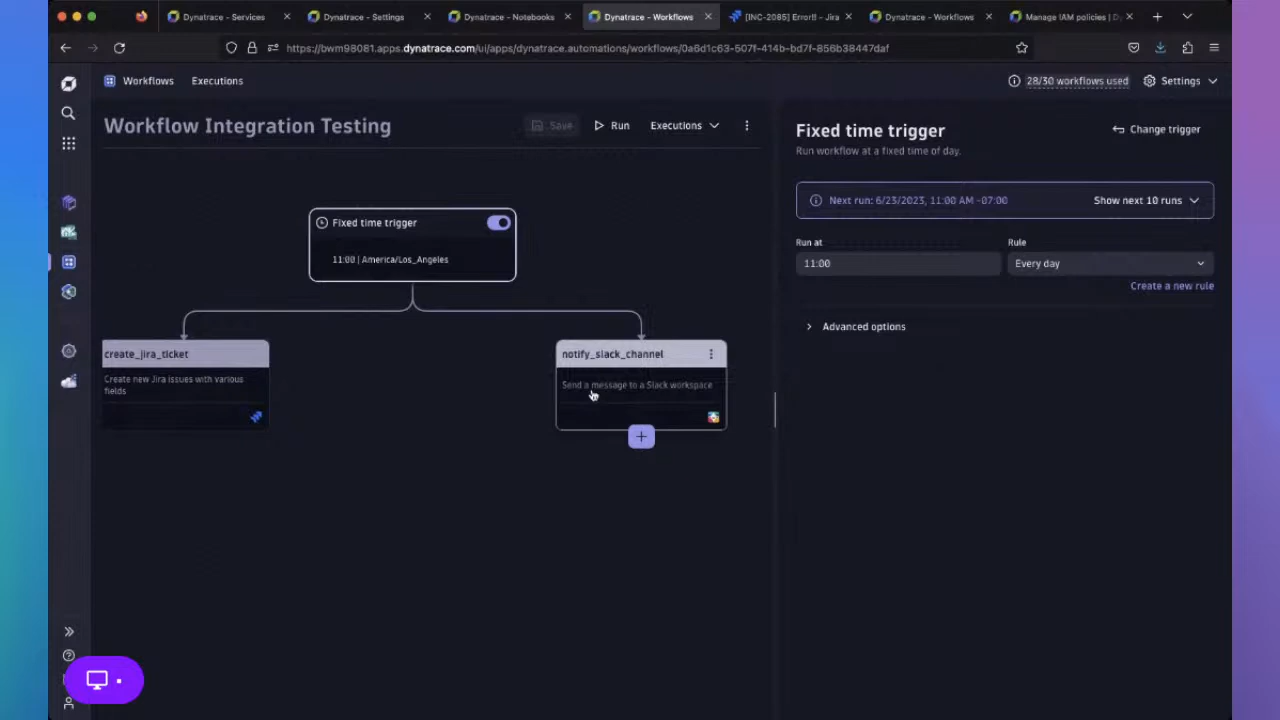 Dynatrace - Services
Dynatrace - Settings
Dynatrace - Notebooks
Dynatrace - Workflows
[INC-2085] Error!! - Jira
Dynatrace - Workflows
Manage IAM policies | Dy
https://bwm98081.apps.dynatrace.com/ui/apps/dynatrace.automations/workflows/0a6d1c63-507f-414b-bd7f-856b38447daf
Workflows
Executions
28/30 workflows used
Settings
Workflow Integration Testing
Save
Run
Executions
Fixed time trigger
11:00 | America/Los_Angeles
create_jira_ticket
Create new Jira issues with various
fields
notify_slack_channel
Send a message to a Slack workspace
Fixed time trigger
Change trigger
Run workflow at a fixed time of day.
Next run: 6/23/2023, 11:00 AM -07:00
Show next 10 runs
Run at
Rule
11:00
Every day
Create a new rule
Advanced options